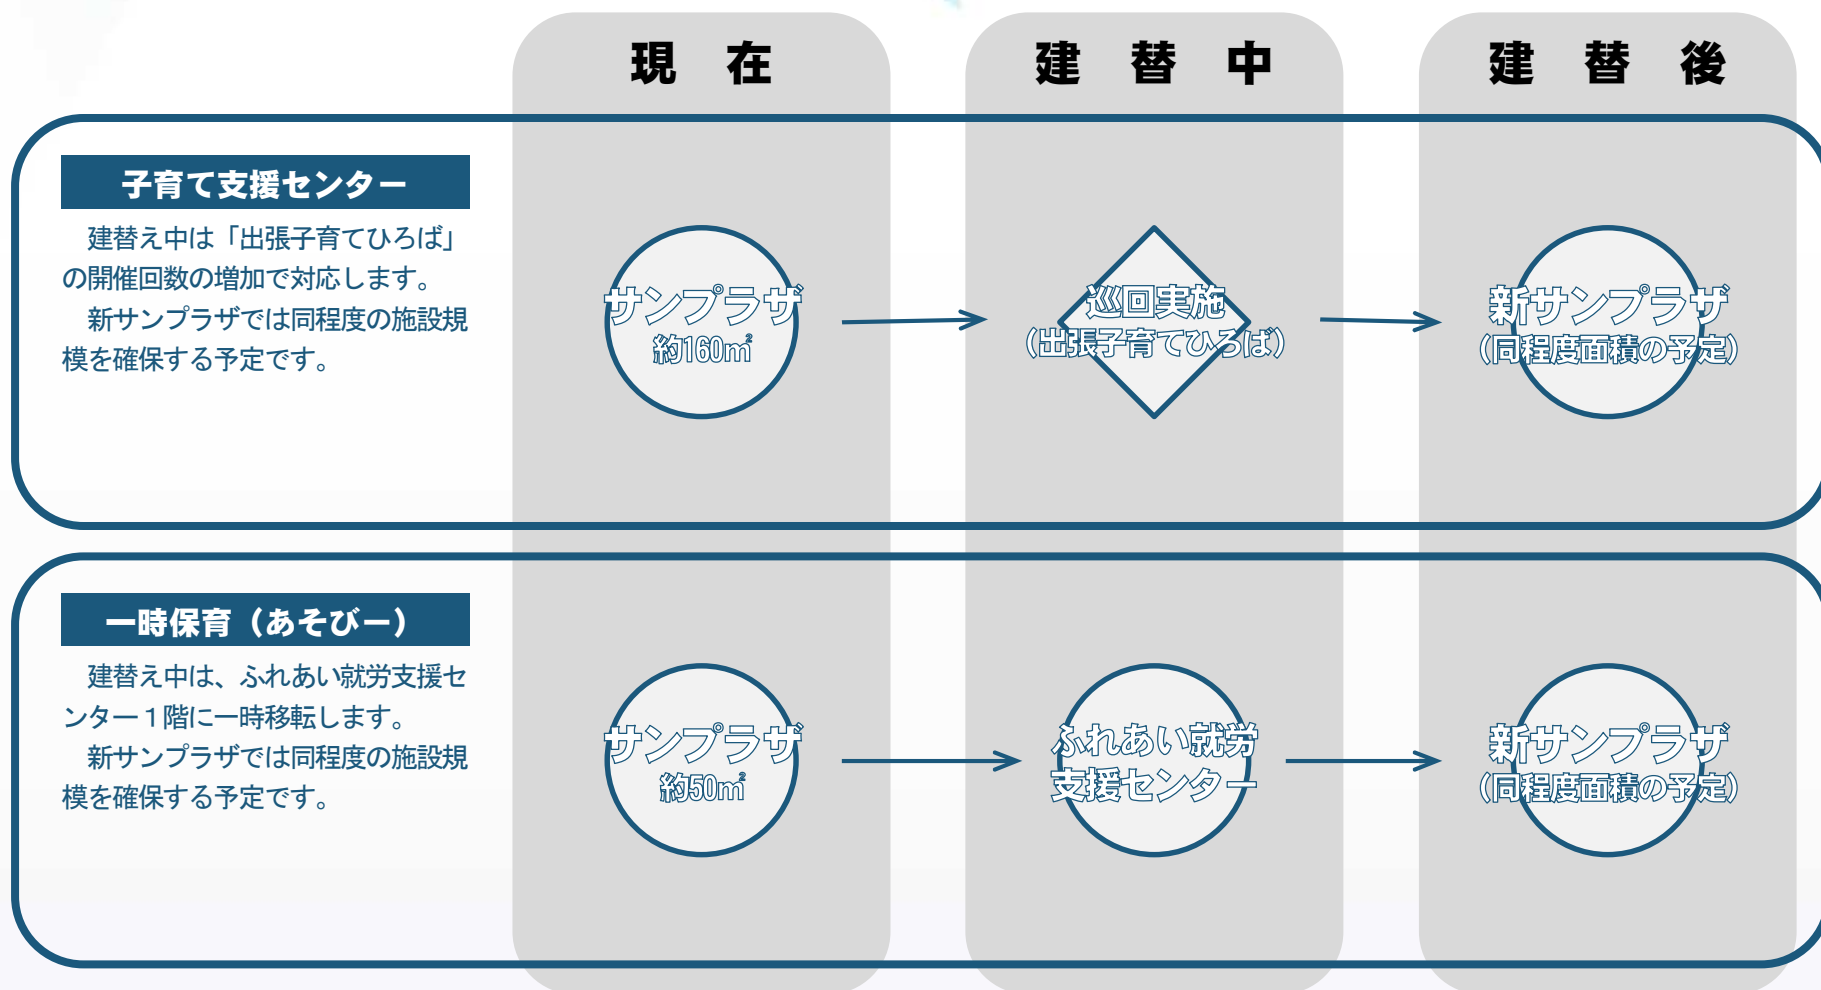 現在
建替中
建替後
子育て支援センター
建替え中は「出張子育てひろば」
の開催回数の増加で対応します。
新サンプラザでは同程度の施設規
模を確保する予定です。
サンプラザ
約160㎡
巡回実施
（出張子育てひろば）
新サンプラザ
（同程度面積の予定）
一時保育（あそびー）
建替え中は、ふれあい就労支援セ
ンター１階に一時移転します。
新サンプラザでは同程度の施設規
模を確保する予定です。
サンプラザ
約50㎡
ふれあい就労
支援センター
新サンプラザ
（同程度面積の予定）